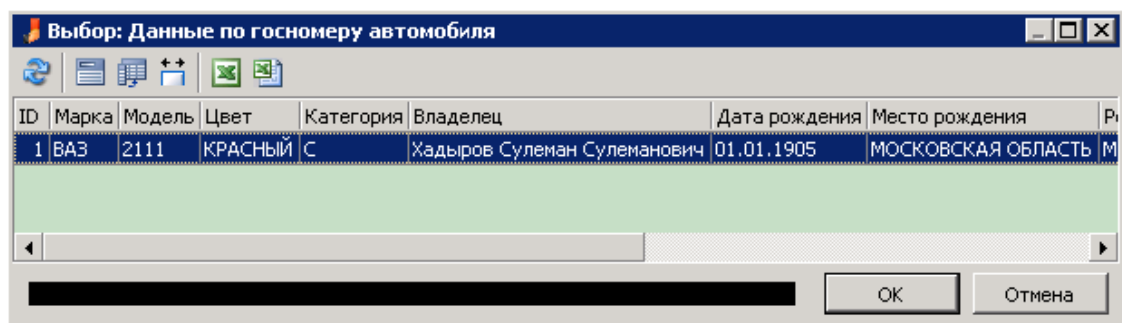 Выбор: Данные по госномеру автомобиля
ID Марка Модель Цвет Категория Владелец Дата рождения Место рождения
1 ВАЗ 2111 КРАСНЫЙ C Хадыров Сулеман Сулеманович 01.01.1905 МОСКОВСКАЯ ОБЛАСТЬ М
OK Отмена